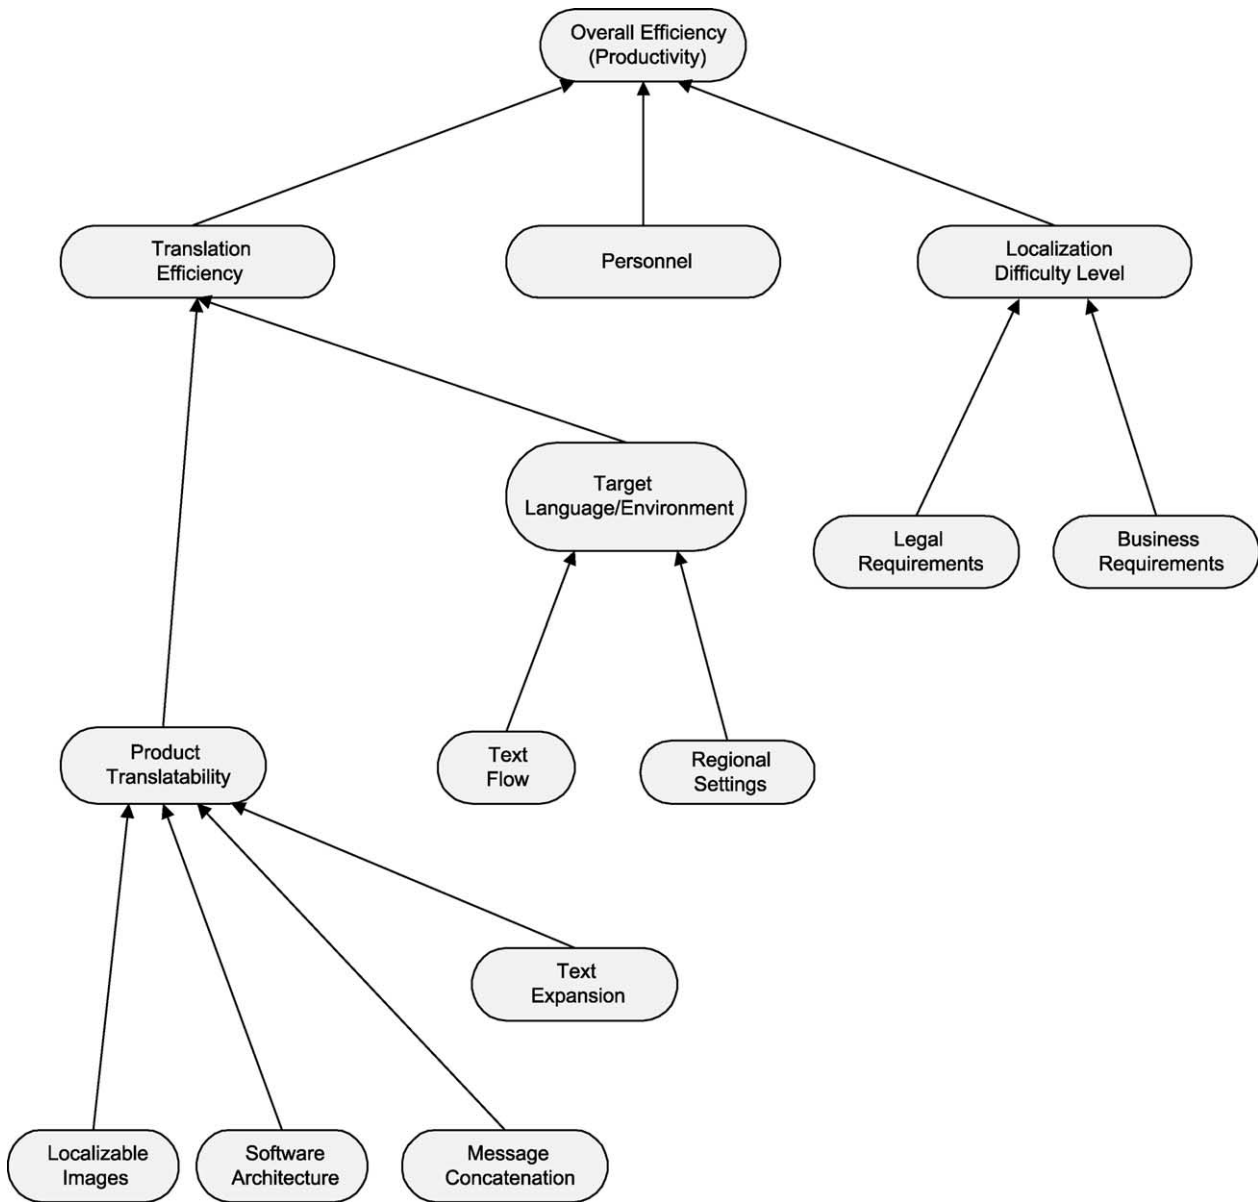 Overall Efficiency
(Productivity)
Translation
Efficiency
Personnel
Localization
Difficulty Level
Target
Language/Environment
Legal
Requirements
Business
Requirements
Product
Translatability
Text
Flow
Regional
Settings
Text
Expansion
Localizable
Images
Software
Architecture
Message
Concatenation